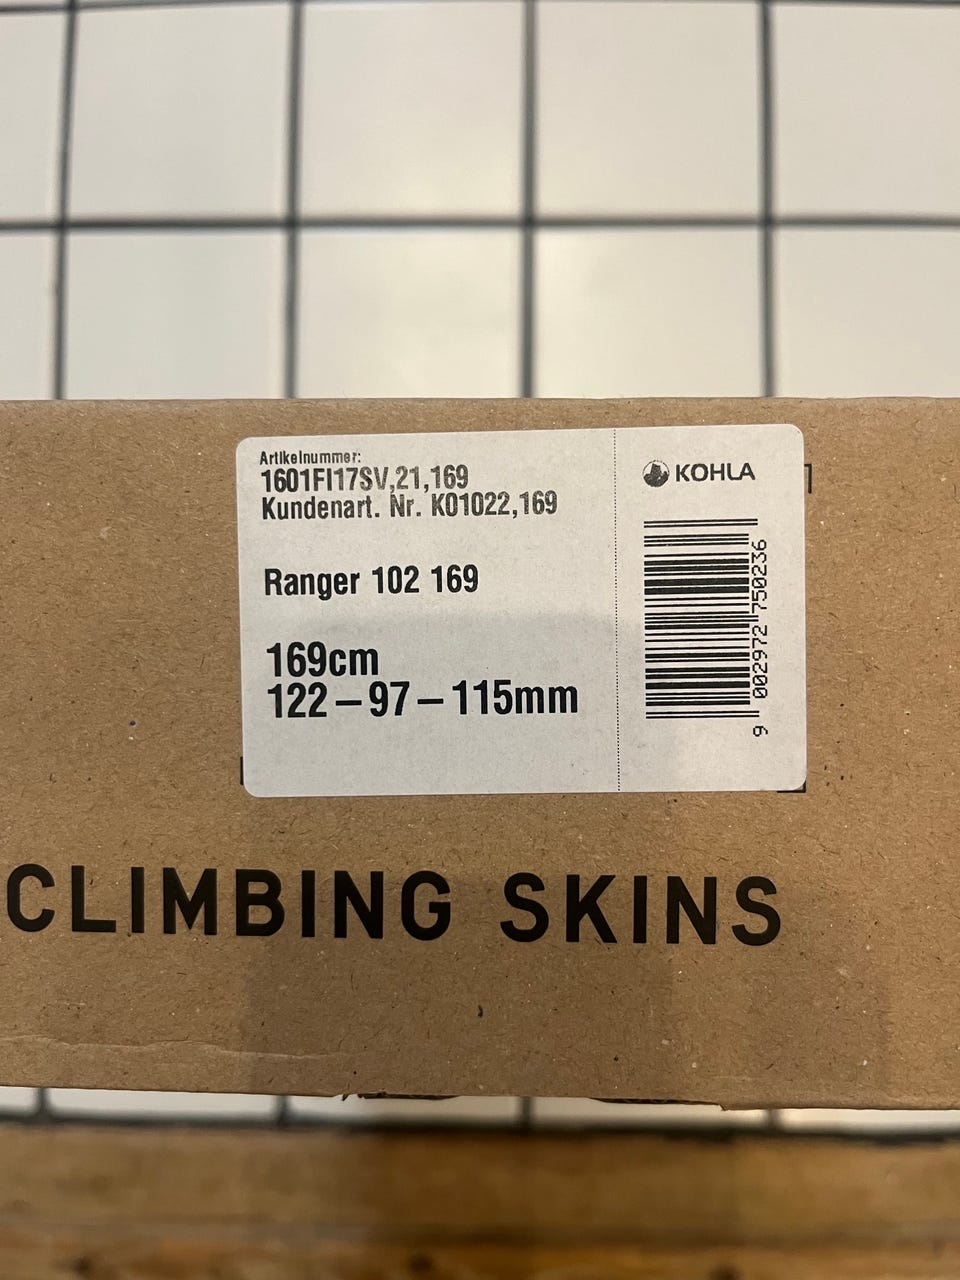 Artikelnummer:
1601FI17SV,21,169
Kundenart. Nr. K01022,169
Ranger 102 169
169cm
122 – 97 – 115mm
KOHLA
9 002972 750236
CLIMBING SKINS